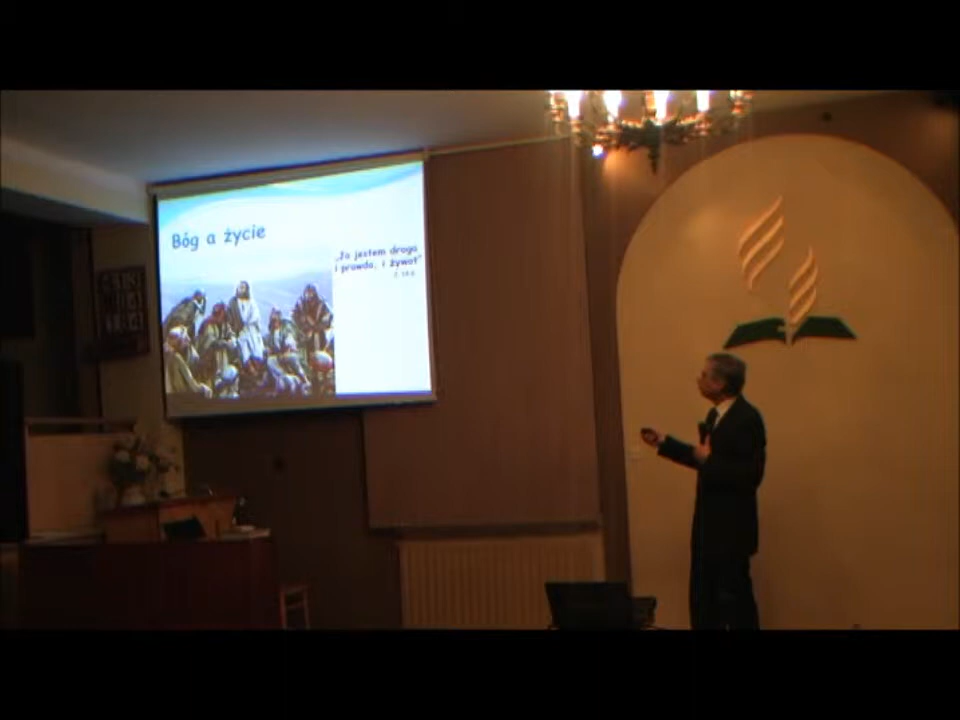 Bóg a życie
„Ja jestem droga
i prawda, i żywot"